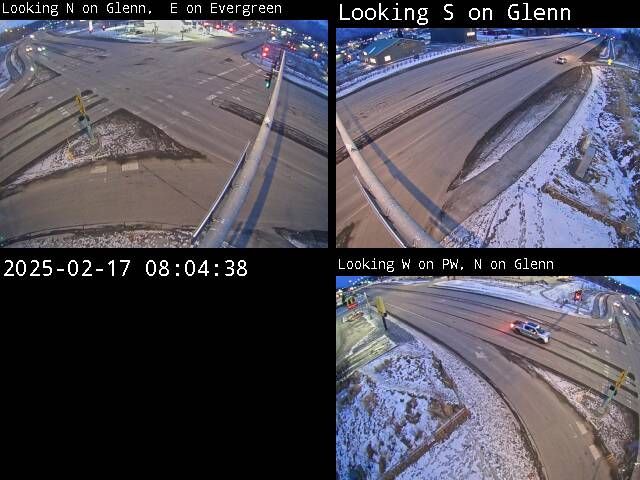 Looking N on Glenn,  E on Evergreen
Looking S on Glenn
2025-02-17 08:04:38
Looking W on PW, N on Glenn